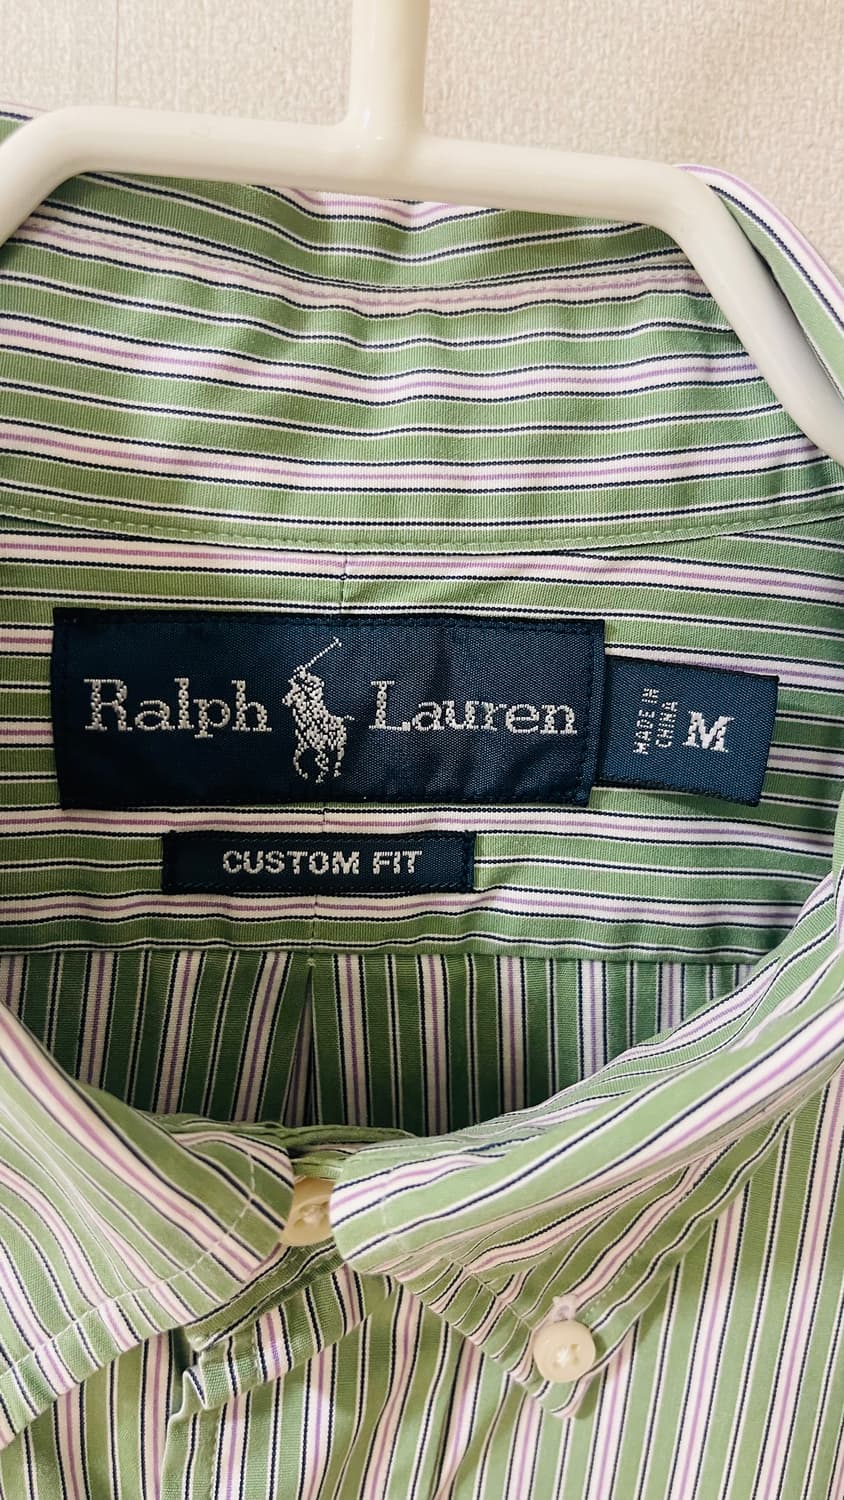 Ralph Lauren
MADE IN
CHINA
M
CUSTOM FIT